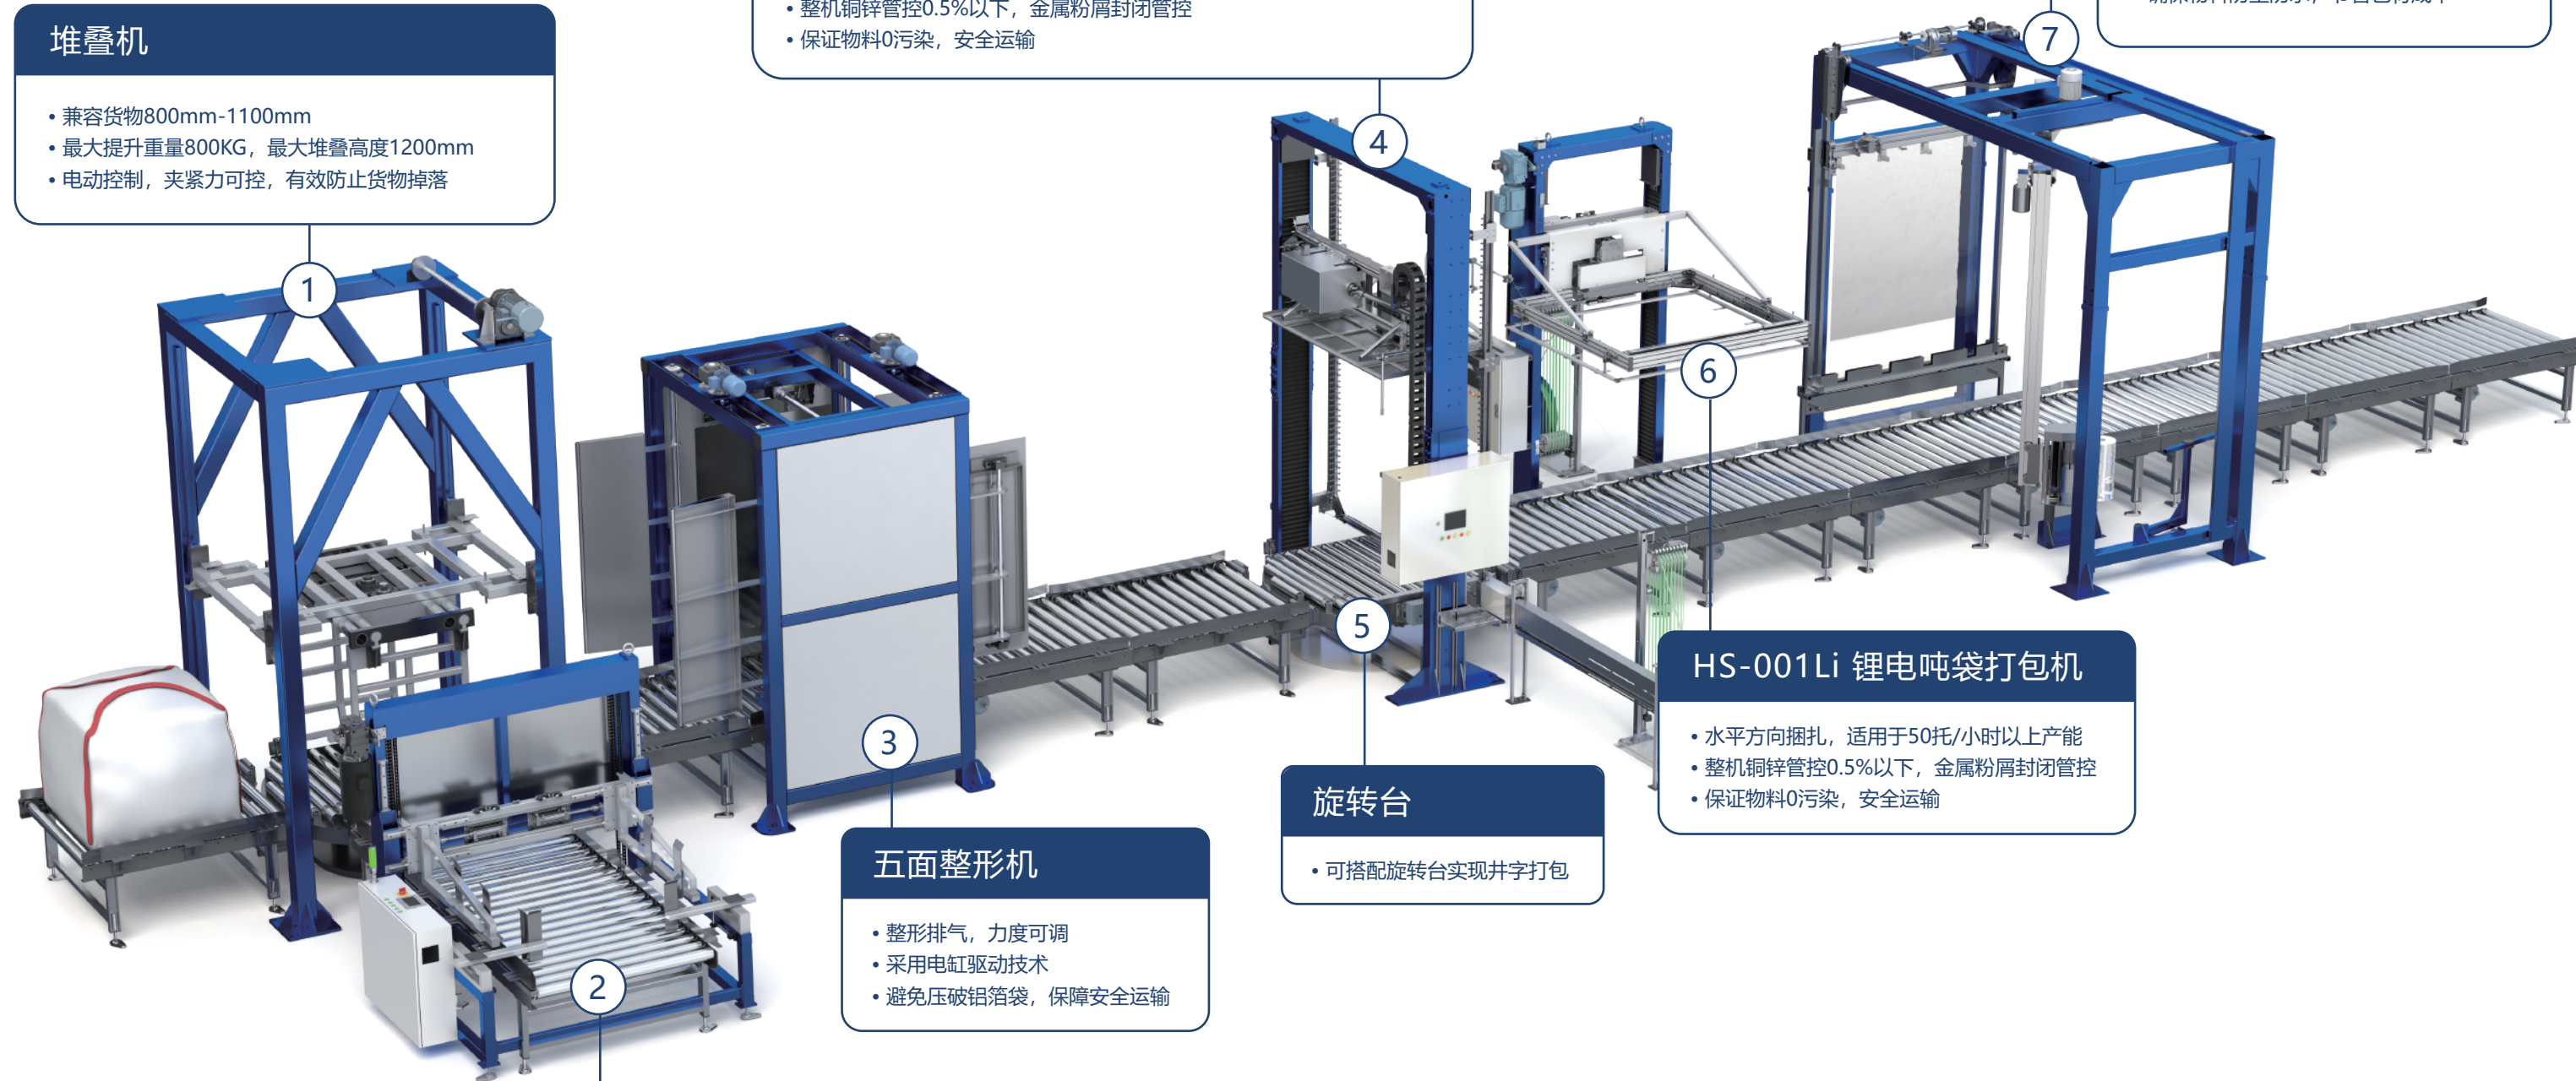 堆叠机
• 兼容货物800mm-1100mm
• 最大提升重量800KG，最大堆叠高度1200mm
• 电动控制，夹紧力可控，有效防止货物掉落
• 整机铜锌管控0.5%以下，金属粉屑封闭管控
• 保证物料0污染，安全运输
7
4
1
6
5
HS-001Li 锂电吨袋打包机
• 水平方向捆扎，适用于50托/小时以上产能
• 整机铜锌管控0.5%以下，金属粉屑封闭管控
• 保证物料0污染，安全运输
3
旋转台
• 可搭配旋转台实现井字打包
五面整形机
• 整形排气，力度可调
• 采用电缸驱动技术
• 避免压破铝箔袋，保障安全运输
2